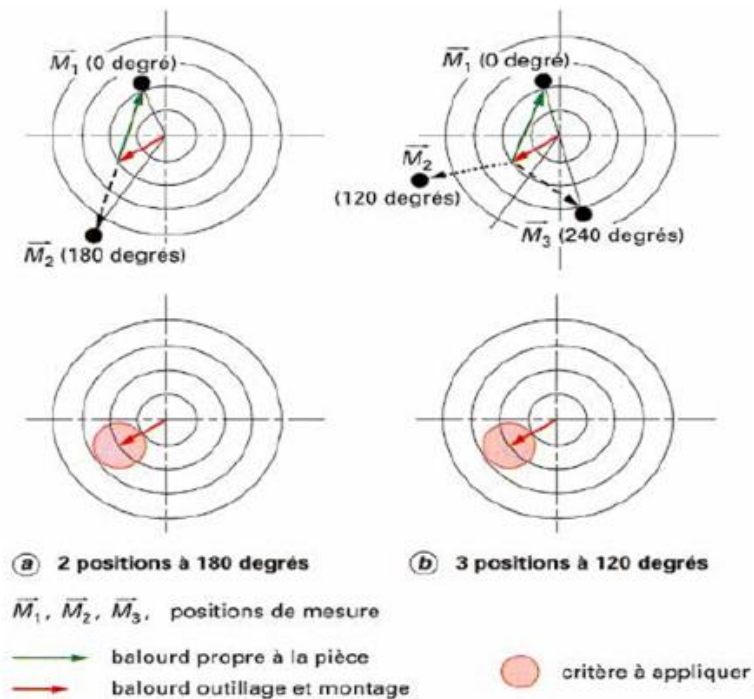 M₁ (0 degré)
M₂ (180 degrés)
M₁ (0 degré)
M₂
(120 degrés)
M₃ (240 degrés)
a 2 positions à 180 degrés
b 3 positions à 120 degrés
M₁, M₂, M₃, positions de mesure
balourd propre à la pièce
balourd outillage et montage
critère à appliquer